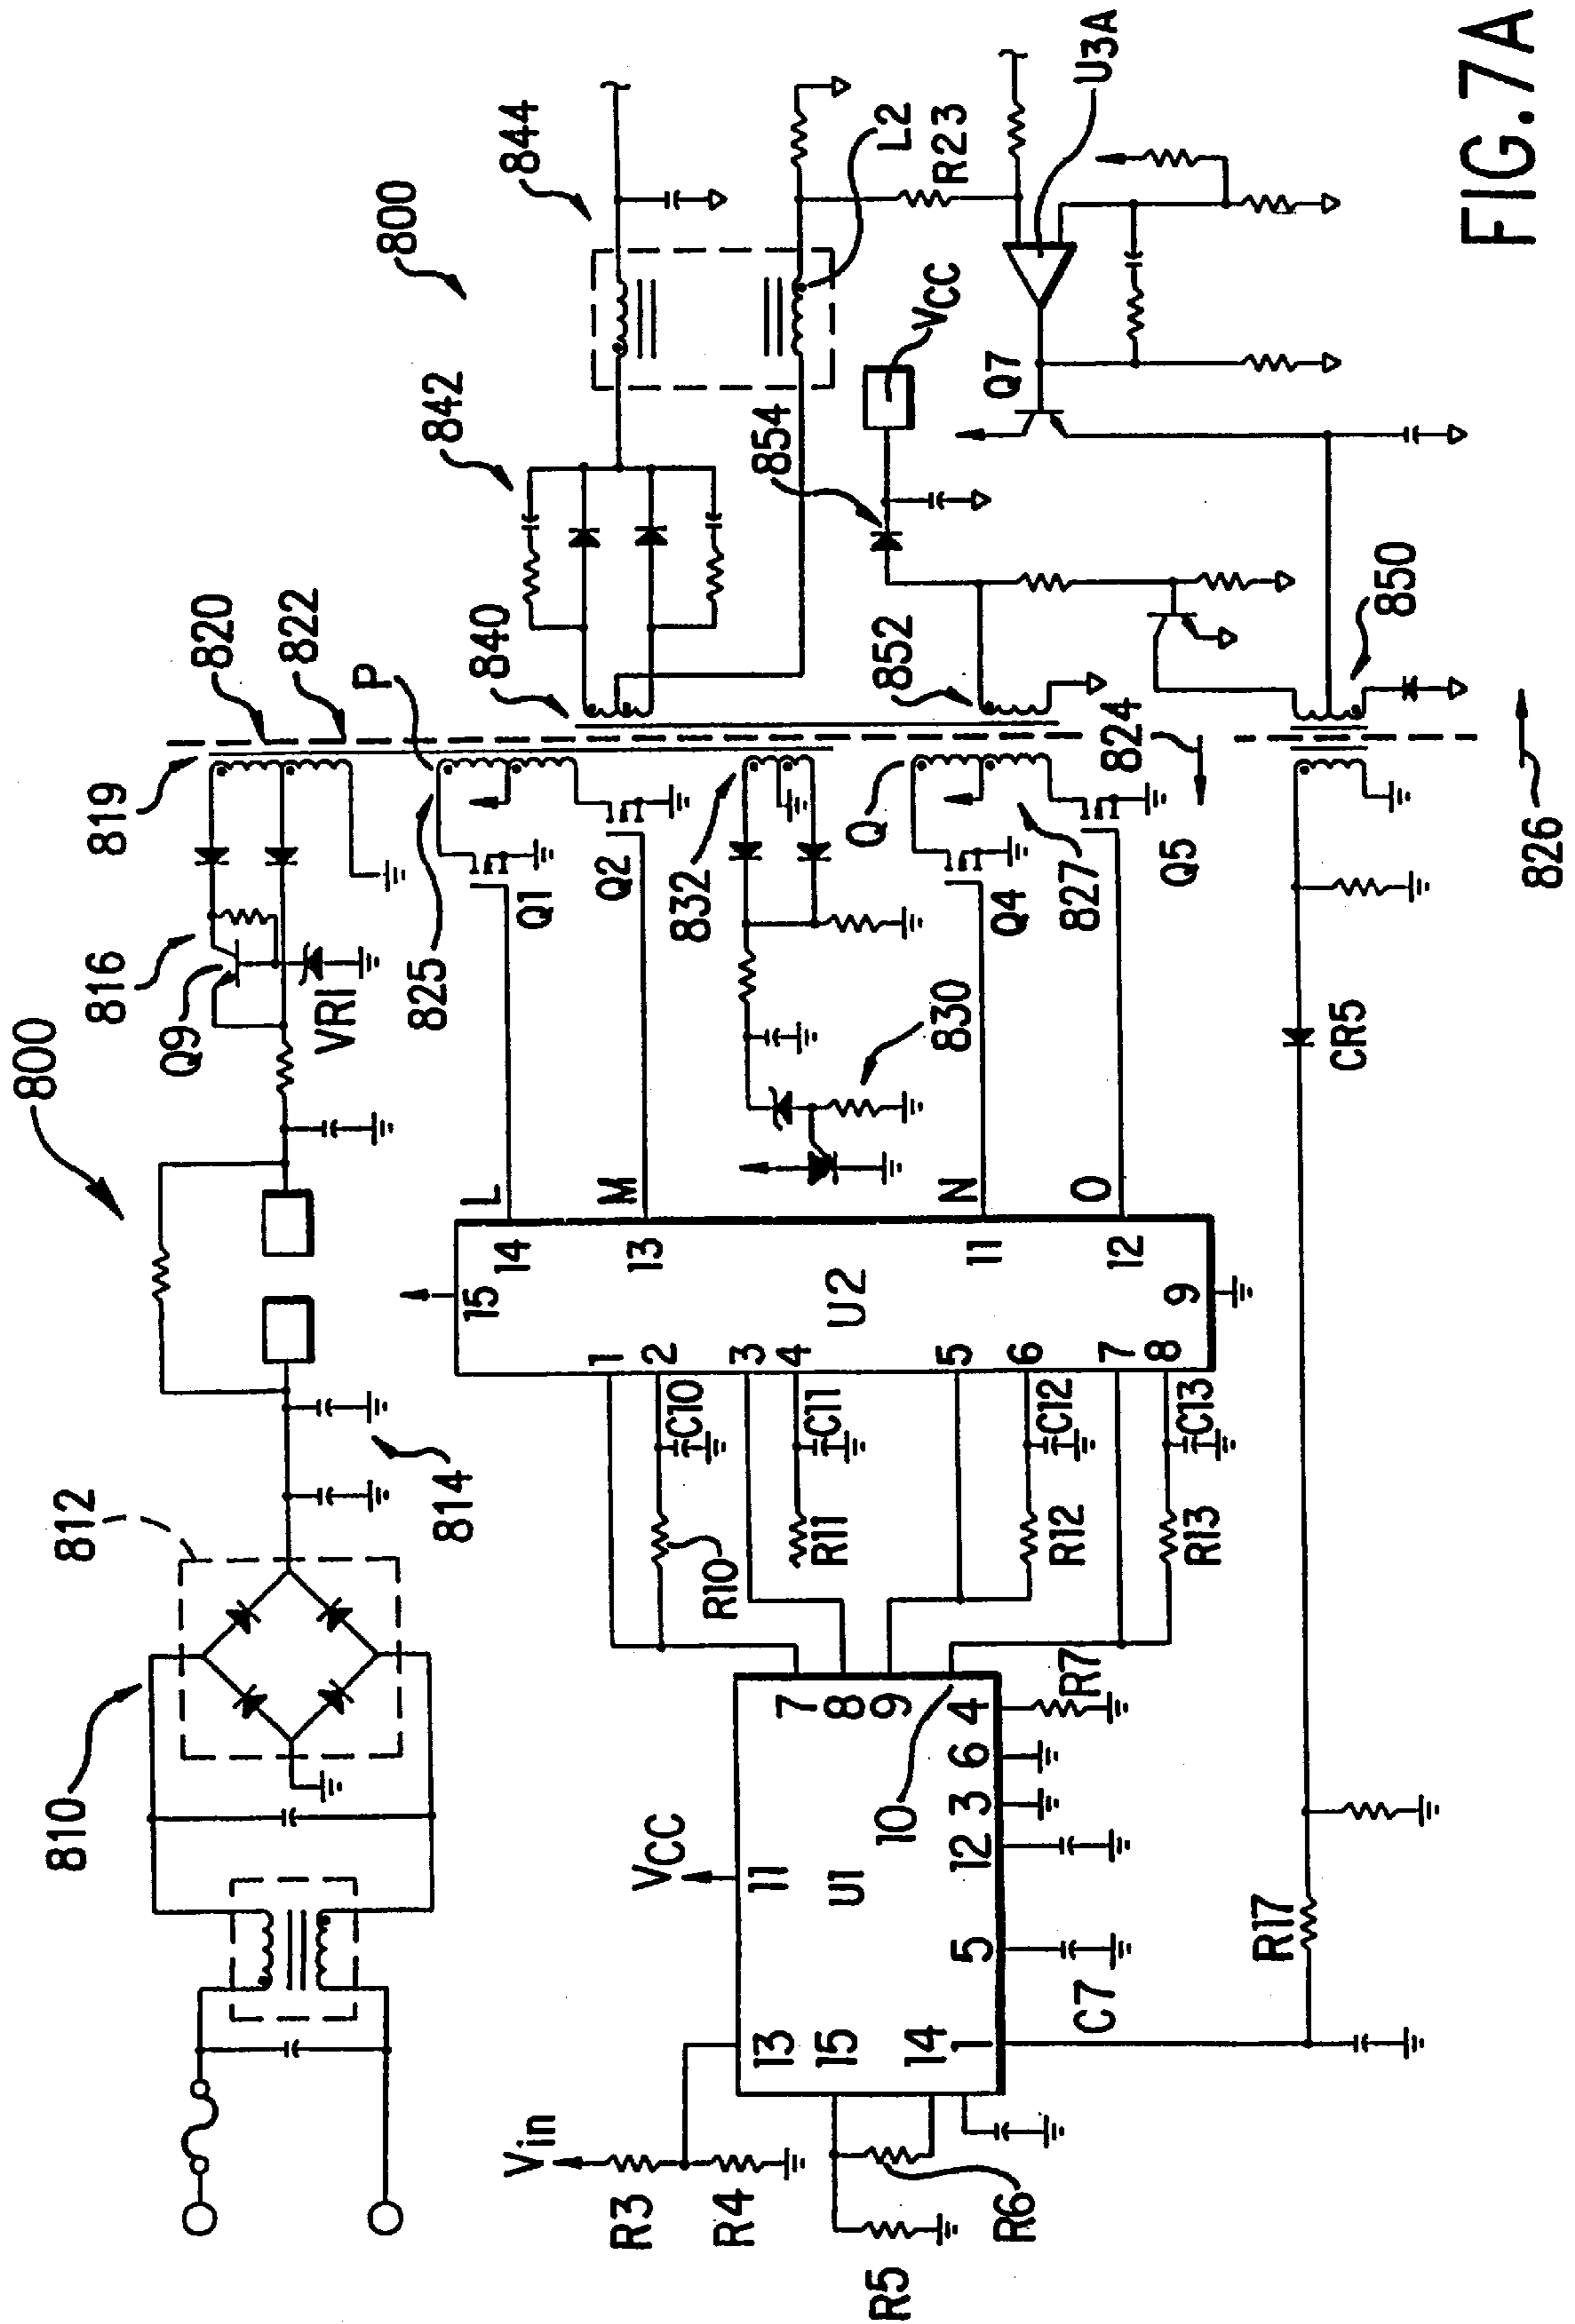 800
810
812
814
816
819
820
822
Q9
VR1
P
825
Q1
Q2
832
830
Q
Q4
827
824
Q5
826
840
842
844
800
L2
R23
U3A
VCC
854
Q7
852
850
CR5
L
M
N
O
15
14
13
11
12
9
U2
1
2
3
4
5
6
7
8
C10
C11
C12
C13
R10
R11
R12
R13
Vin
R3
R4
R5
R6
VCC
11
U1
13
15
14
1
5
12
3
6
4
7
8
9
10
R7
C7
R17
FIG.7A